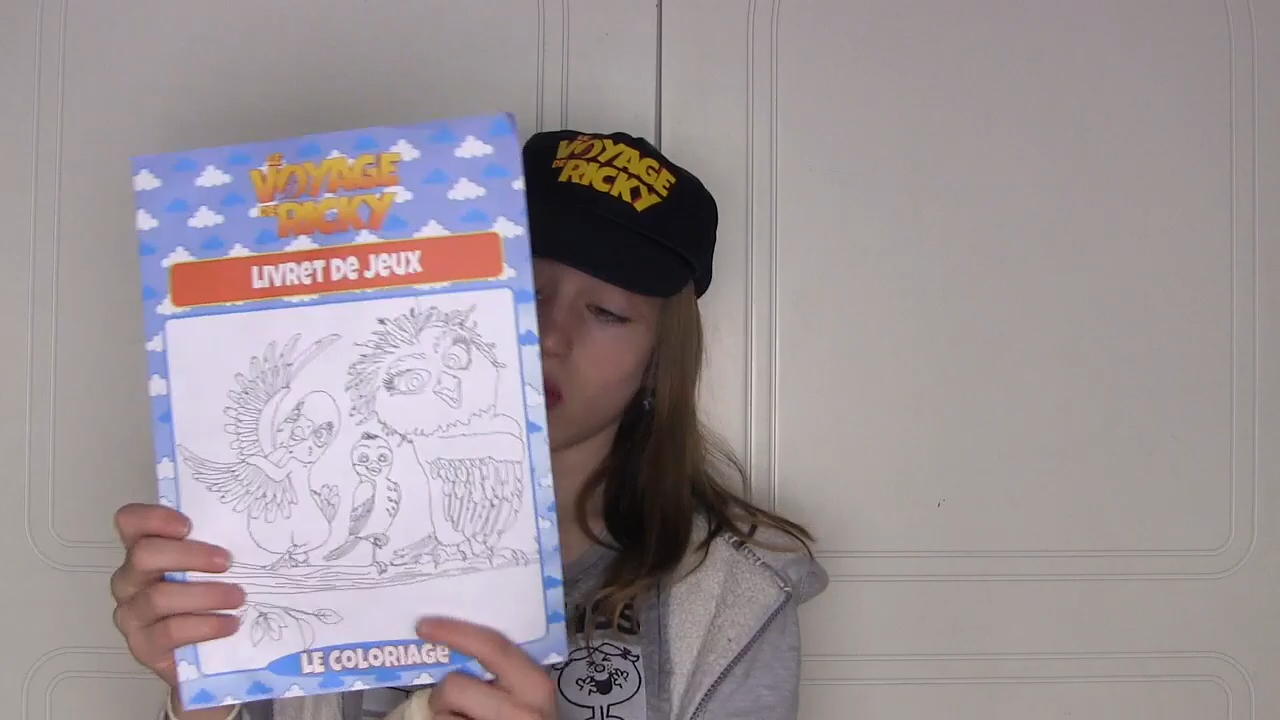 LE
VOYAGE
DE RICKY
LIVRET DE JEUX
LE COLORIAGE
LE
VOYAGE
DE RICKY